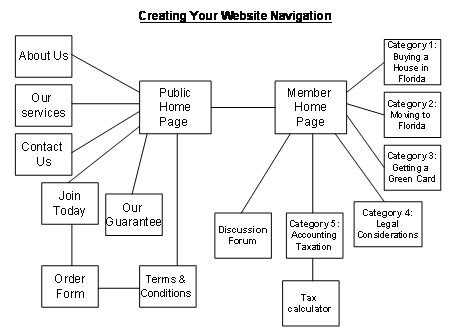 Creating Your Website Navigation
About Us
Our
services
Contact
Us
Join
Today
Order
Form
Public
Home
Page
Our
Guarantee
Terms &
Conditions
Member
Home
Page
Discussion
Forum
Category 5:
Accounting
Taxation
Tax
calculator
Category 1:
Buying a
House in
Florida
Category 2:
Moving to
Florida
Category 3:
Getting a
Green Card
Category 4:
Legal
Considerations